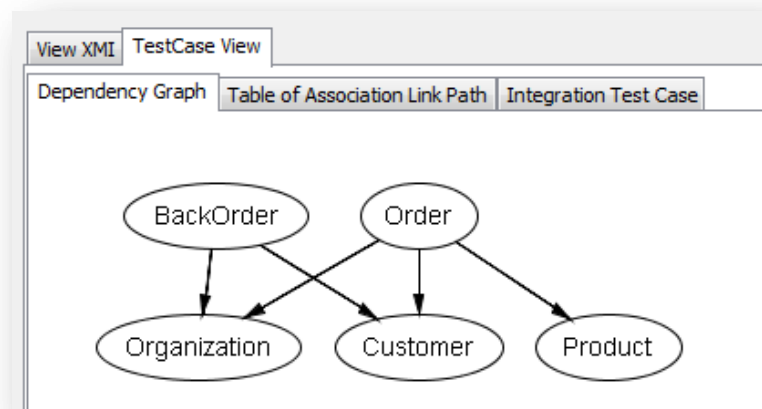 View XMI TestCase View
Dependency Graph Table of Association Link Path Integration Test Case
BackOrder Order
Organization Customer Product